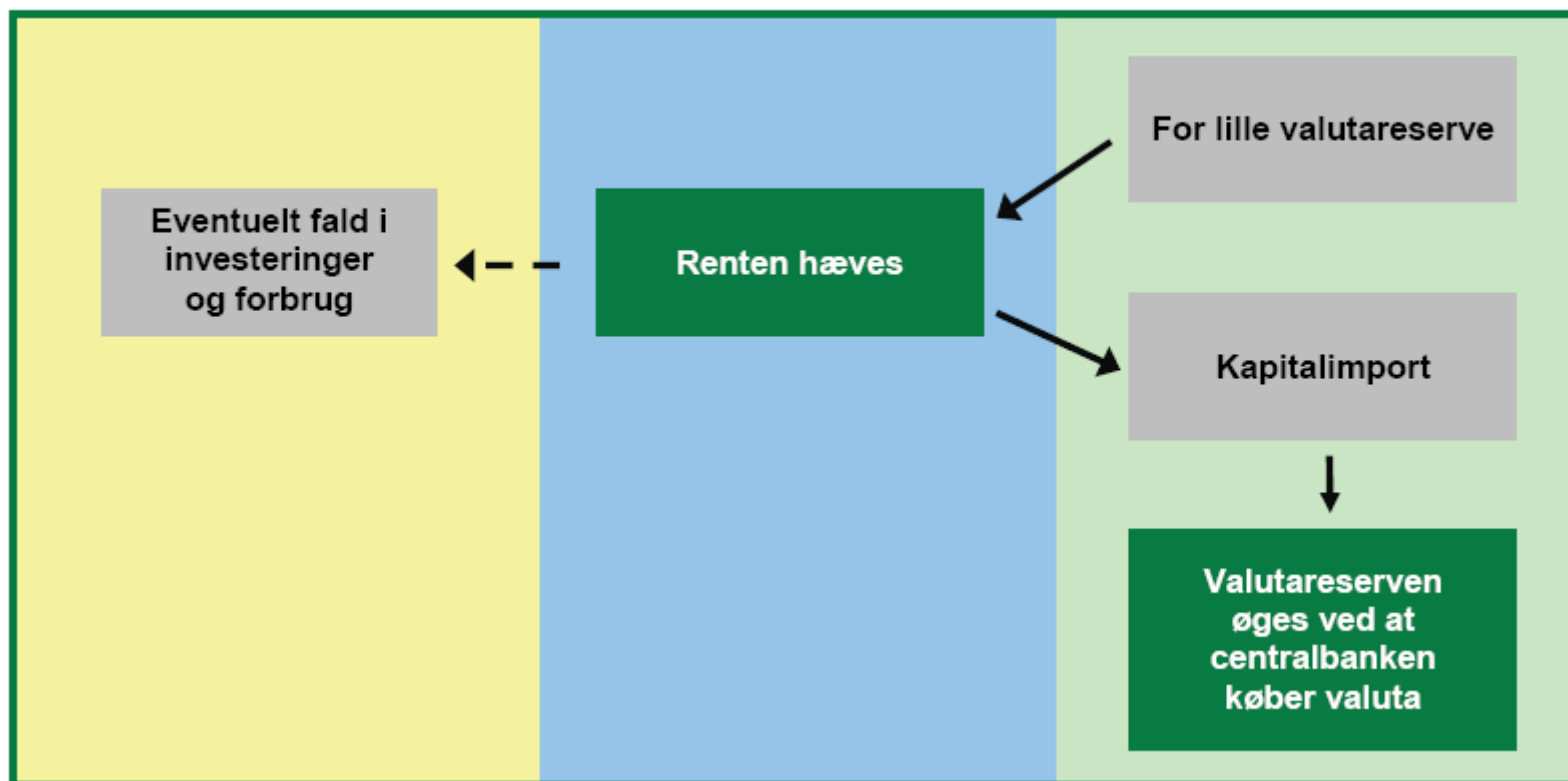 For lille valutareserve
Eventuelt fald i
investeringer
og forbrug
Renten hæves
Kapitalimport
Valutareserven
øges ved at
centralbanken
køber valuta